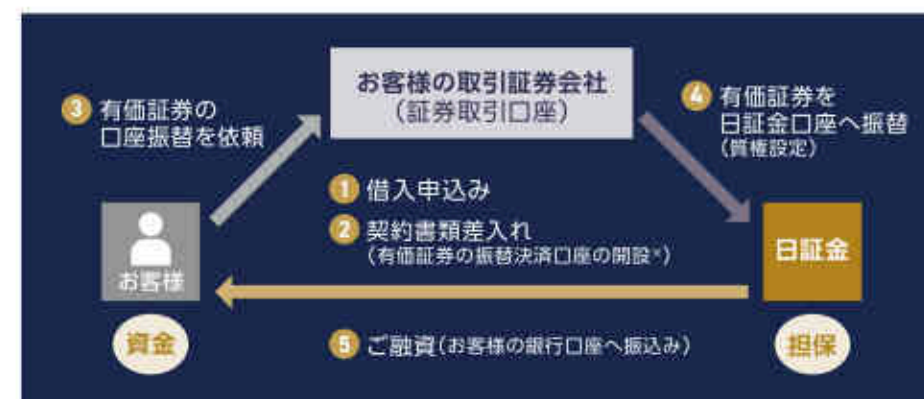 お客様の取引証券会社
(証券取引口座)
3 有価証券の
口座振替を依頼
4 有価証券を
日証金口座へ振替
(質権設定)
1 借入申込み
2 契約書類差入れ
(有価証券の振替決済口座の開設※)
お客様
日証金
資金
5 ご融資(お客様の銀行口座へ振込み)
担保